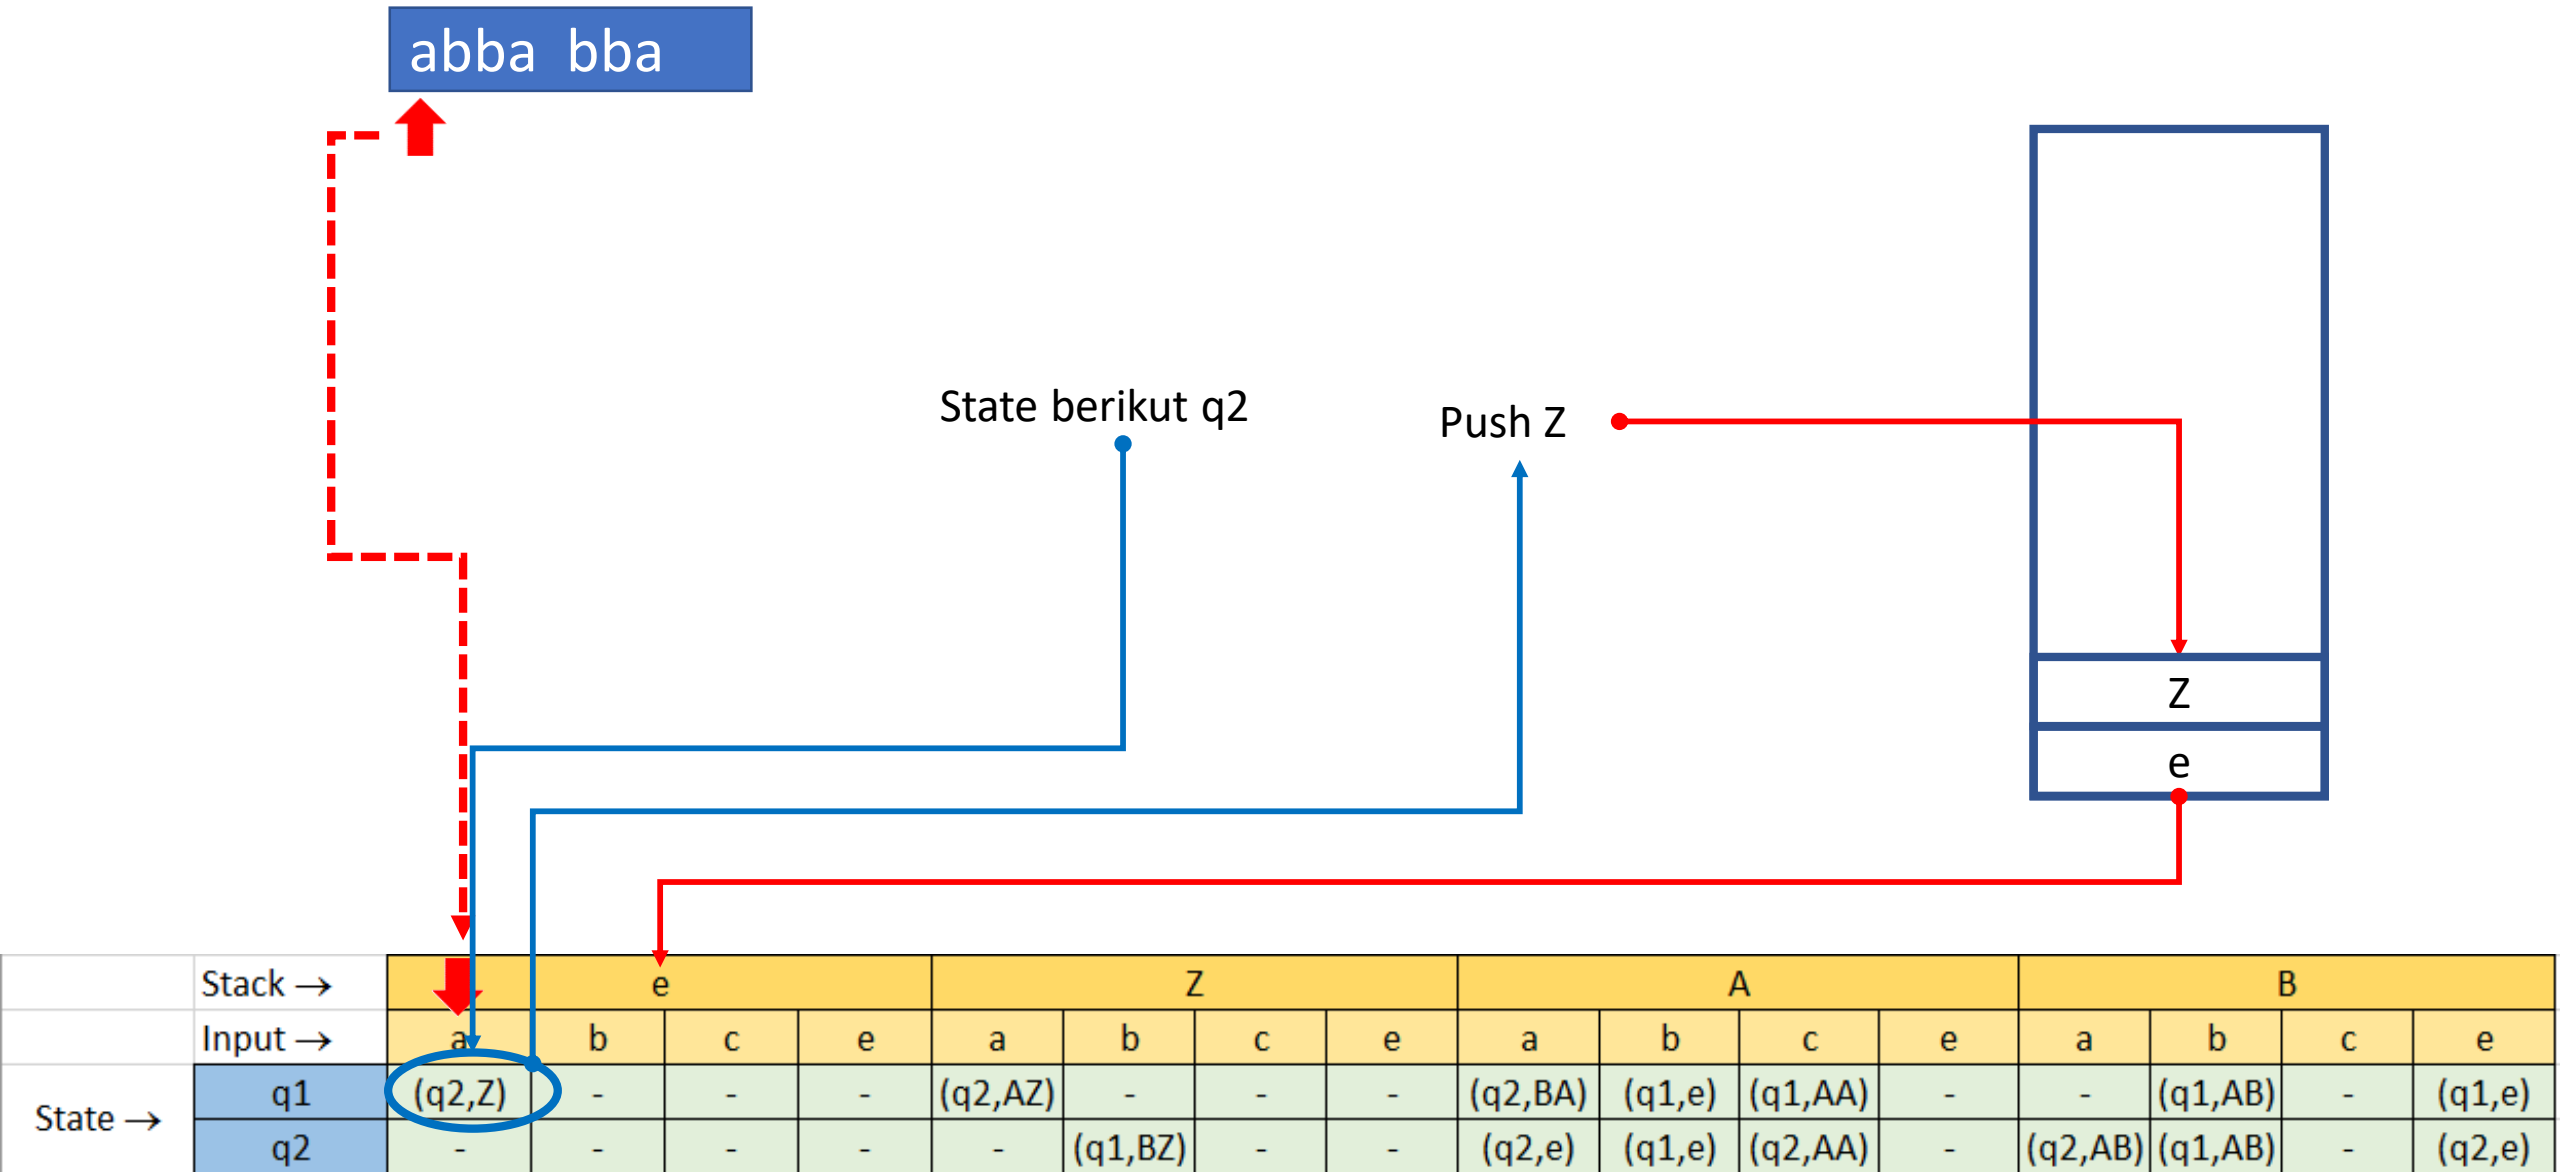 abba bba
State berikut q2
Push Z
Z
e
Stack → e Z A B
Input → a b c e a b c e a b c e a b c e
State →
q1 (q2,Z) - - - (q2,AZ) - - - (q2,BA) (q1,e) (q1,AA) - - (q1,AB) - (q1,e)
q2 - - - - - (q1,BZ) - - (q2,e) (q1,e) (q2,AA) - (q2,AB) (q1,AB) - (q2,e)